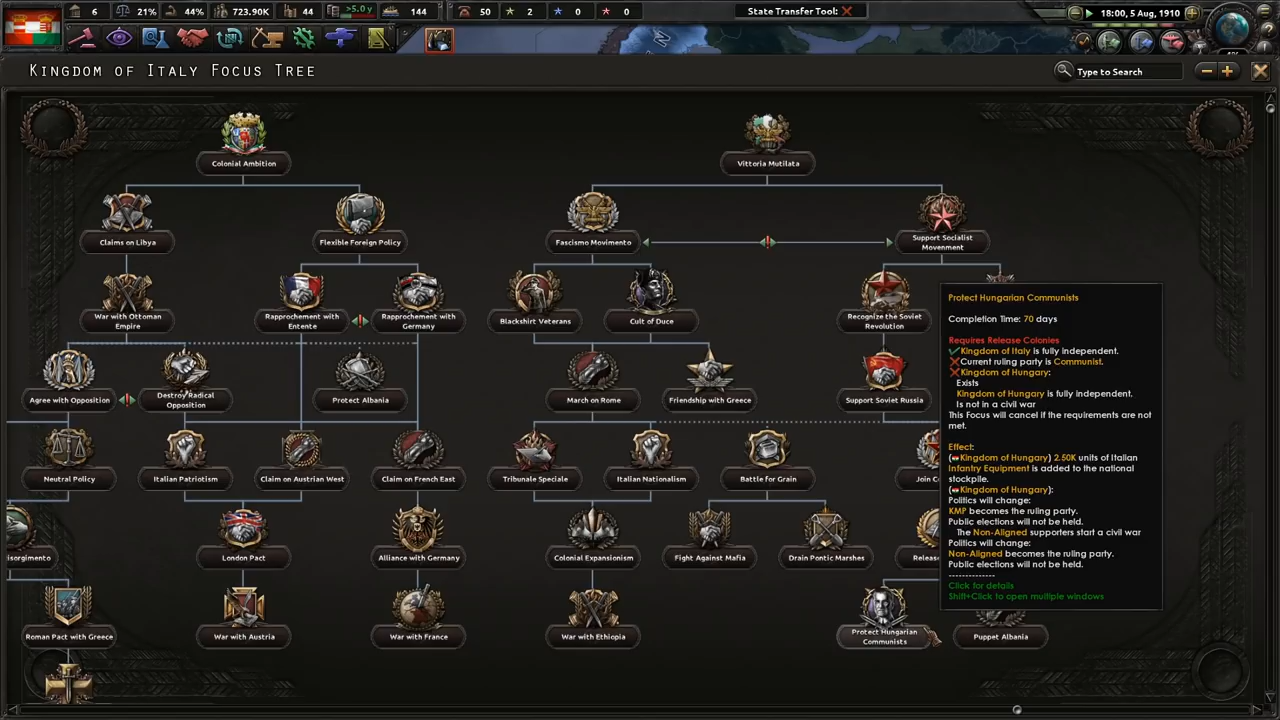 6 21% 44% 723.90K 44 >5.0 y 144 50 2 0 0 State Transfer Tool: 18:00, 5 Aug, 1910
Kingdom of Italy Focus Tree
Type to Search
Colonial Ambition
Vittoria Mutilata
Claims on Libya
Flexible Foreign Policy
Fascismo Movimento
Support Socialist
Movenment
War with Ottoman
Empire
Rapprochement with
Entente
Rapprochement with
Germany
Blackshirt Veterans
Cult of Duce
Recognize the Soviet
Revolution
Agree with Opposition
Destroy Radical
Opposition
Protect Albania
March on Rome
Friendship with Greece
Support Soviet Russia
Neutral Policy
Italian Patriotism
Claim on Austrian West
Claim on French East
Tribunale Speciale
Italian Nationalism
Battle for Grain
Join Co
isorgimento
London Pact
Alliance with Germany
Colonial Expansionism
Fight Against Mafia
Drain Pontic Marshes
Release
Roman Pact with Greece
War with Austria
War with France
War with Ethiopia
Protect Hungarian
Communists
Puppet Albania
Protect Hungarian Communists
Completion Time: 70 days
Requires Release Colonies
Kingdom of Italy is fully independent.
Current ruling party is Communist.
Kingdom of Hungary:
Exists
Kingdom of Hungary is fully independent.
Is not in a civil war
This Focus will cancel if the requirements are not
met.
Effect:
(Kingdom of Hungary) 2.50K units of Italian
Infantry Equipment is added to the national
stockpile.
(Kingdom of Hungary):
Politics will change:
KMP becomes the ruling party.
Public elections will not be held.
The Non-Aligned supporters start a civil war
Politics will change:
Non-Aligned becomes the ruling party.
Public elections will not be held.
--------------
Click for details
Shift+Click to open multiple windows